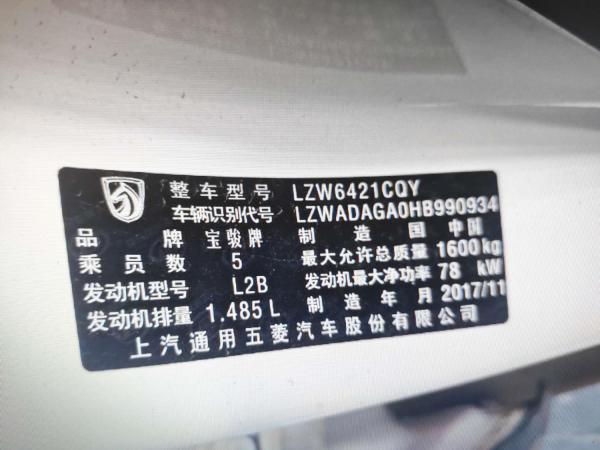 整车型号 LZW6421CQY
车辆识别代号 LZWADAGA0HB990934
品牌 宝骏牌 制造国 中国
乘员数 5 最大允许总质量 1600kg
发动机型号 L2B 发动机最大净功率 78 kW
发动机排量 1.485 L 制造年月 2017/11
上汽通用五菱汽车股份有限公司